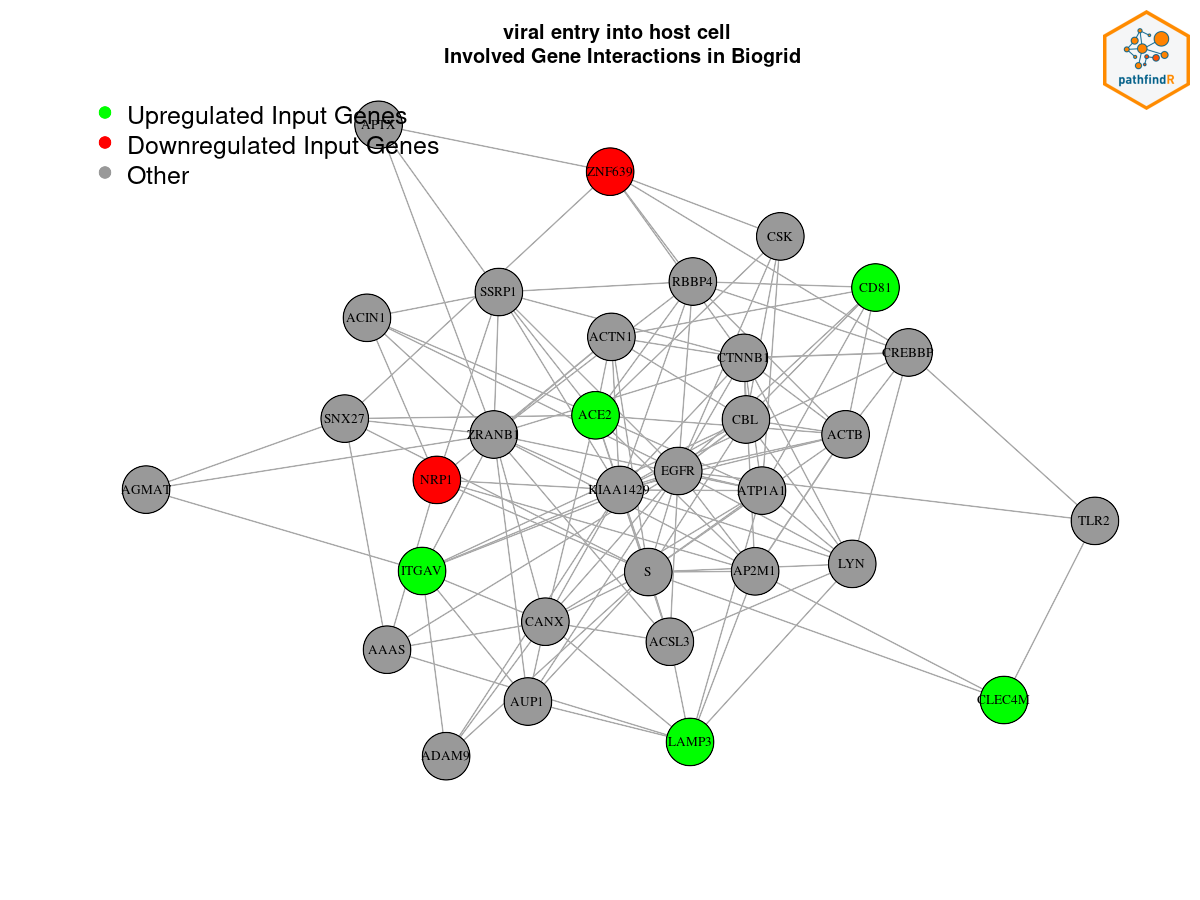 viral entry into host cell
Involved Gene Interactions in Biogrid
pathfindR
Upregulated Input Genes
Downregulated Input Genes
Other
APTX
ZNF639
CSK
RBBP4
CD81
SSRP1
ACIN1
ACTN1
CTNNB1
CREBBP
SNX27
ACE2
CBL
ZRANB1
ACTB
EGFR
NRP1
AGMAT
KIAA1429
ATP1A1
TLR2
ITGAV
S
AP2M1
LYN
CANX
ACSL3
AAAS
AUP1
CLEC4M
LAMP3
ADAM9